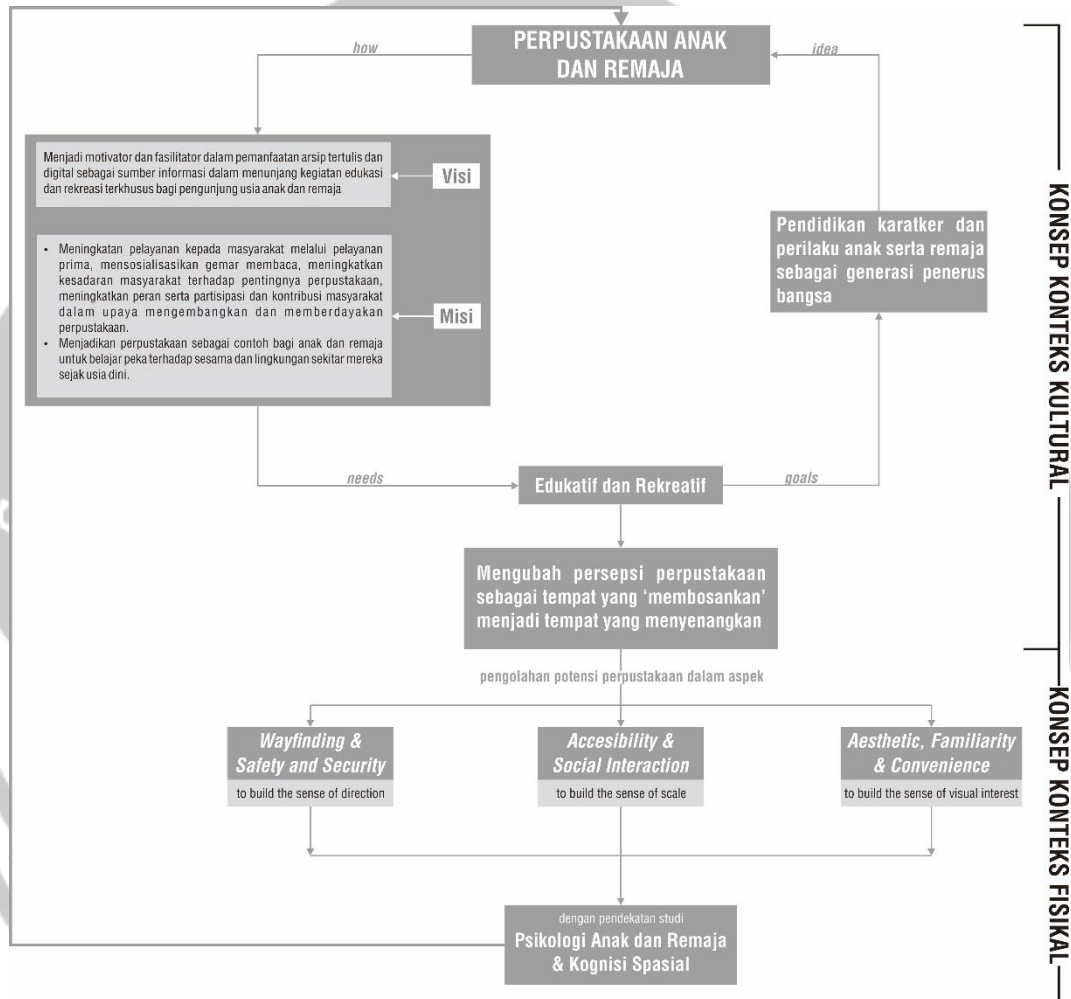 PERPUSTAKAAN ANAK
DAN REMAJA
how
idea
Menjadi motivator dan fasilitator dalam pemanfaatan arsip tertulis dan
digital sebagai sumber informasi dalam menunjang kegiatan edukasi
dan rekreasi terkhusus bagi pengunjung usia anak dan remaja
Visi
• Meningkatan pelayanan kepada masyarakat melalui pelayanan
prima, mensosialisasikan gemar membaca, meningkatkan
kesadaran masyarakat terhadap pentingnya perpustakaan,
meningkatkan peran serta partisipasi dan kontribusi masyarakat
dalam upaya mengembangkan dan memberdayakan
perpustakaan.
• Menjadikan perpustakaan sebagai contoh bagi anak dan remaja
untuk belajar peka terhadap sesama dan lingkungan sekitar mereka
sejak usia dini.
Misi
Pendidikan karatker dan
perilaku anak serta remaja
sebagai generasi penerus
bangsa
needs
Edukatif dan Rekreatif
goals
Mengubah persepsi perpustakaan
sebagai tempat yang ‘membosankan’
menjadi tempat yang menyenangkan
pengolahan potensi perpustakaan dalam aspek
Wayfinding &
Safety and Security
to build the sense of direction
Accesibility &
Social Interaction
to build the sense of scale
Aesthetic, Familiarity
& Convenience
to build the sense of visual interest
dengan pendekatan studi
Psikologi Anak dan Remaja
& Kognisi Spasial
KONSEP KONTEKS KULTURAL
KONSEP KONTEKS FISIKAL